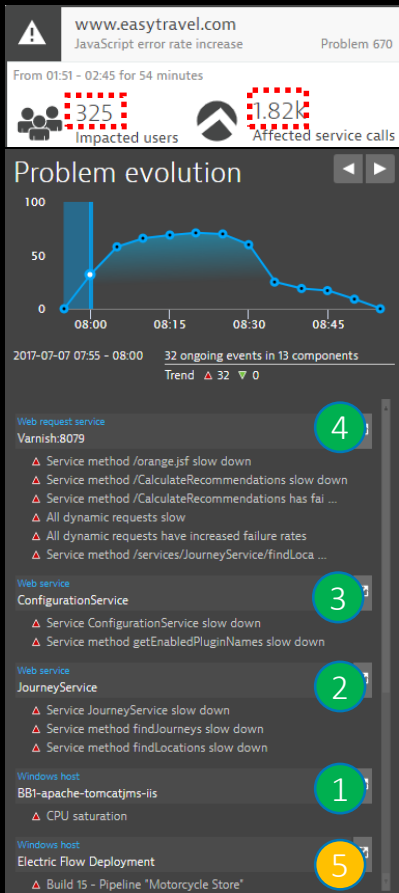 www.easytravel.com
JavaScript error rate increase Problem 670
From 01:51 - 02:45 for 54 minutes
325 1.82k
Impacted users Affected service calls
Problem evolution
100
50
0
08:00 08:15 08:30 08:45
2017-07-07 07:55 - 08:00 32 ongoing events in 13 components
Trend ▲ 32 ▼ 0
Web request service
Varnish:8079 4
Service method /orange.jsf slow down
Service method /CalculateRecommendations slow down
Service method /CalculateRecommendations has fai ...
All dynamic requests slow
All dynamic requests have increased failure rates
Service method /services/JourneyService/findLoca ...
Web service
ConfigurationService 3
Service ConfigurationService slow down
Service method getEnabledPluginNames slow down
Web service
JourneyService 2
Service JourneyService slow down
Service method findJourneys slow down
Service method findLocations slow down
Windows host
BB1-apache-tomcatjms-iis 1
CPU saturation
Windows host
Electric Flow Deployment 5
Build 15 - Pipeline "Motorcycle Store"